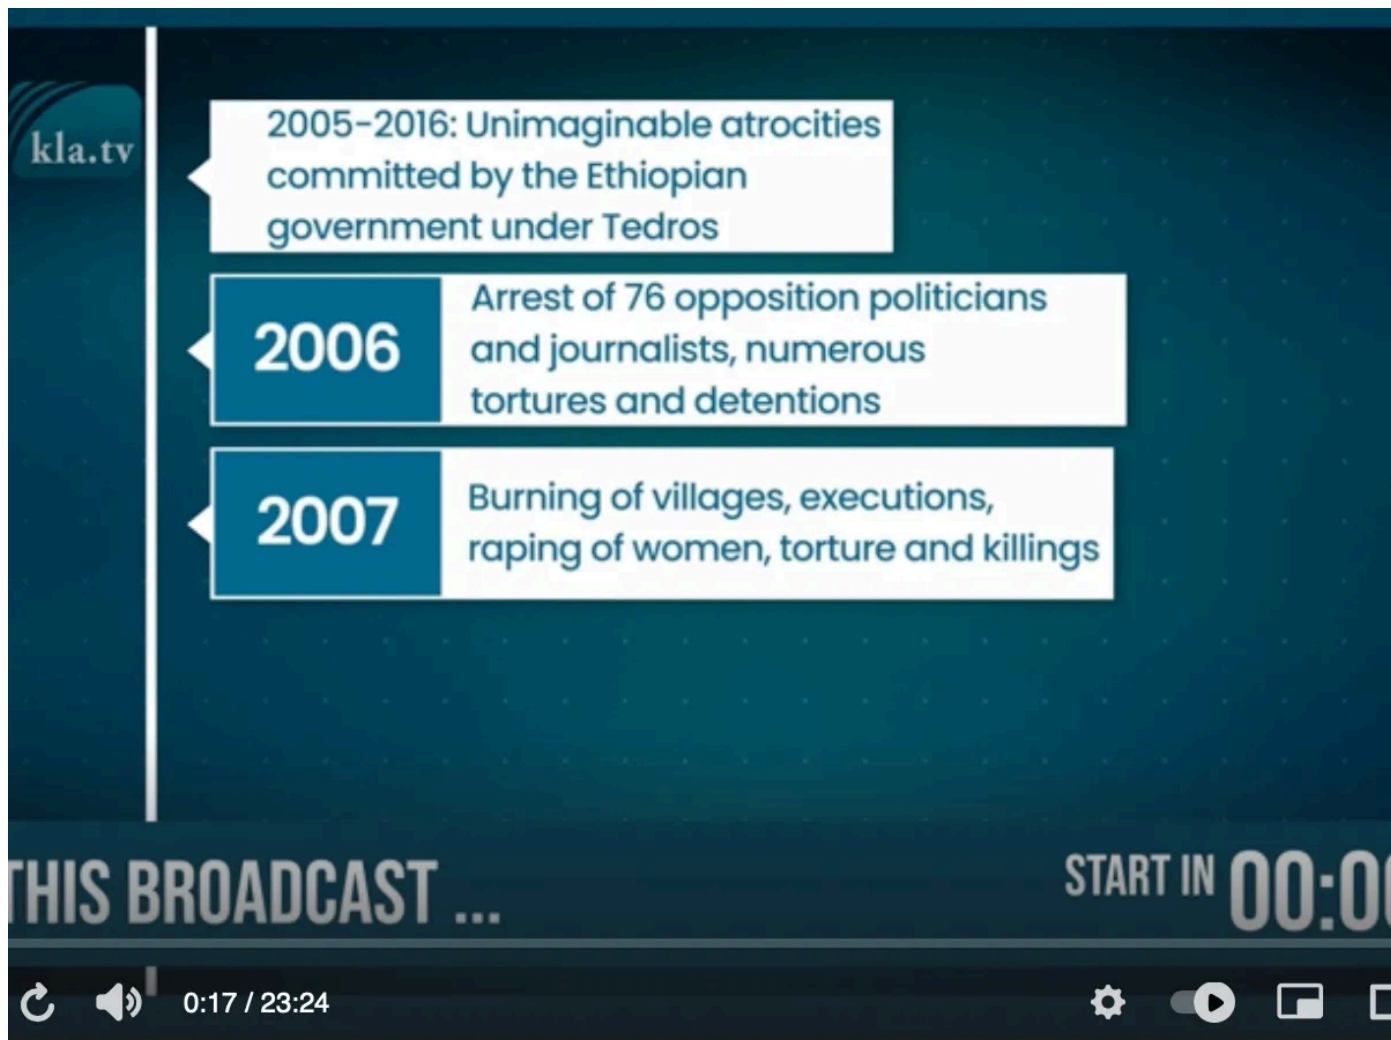 kla.tv
2005-2016: Unimaginable atrocities
committed by the Ethiopian
government under Tedros
2006
Arrest of 76 opposition politicians
and journalists, numerous
tortures and detentions
2007
Burning of villages, executions,
raping of women, torture and killings
THIS BROADCAST ...
START IN 00:0
0:17 / 23:24